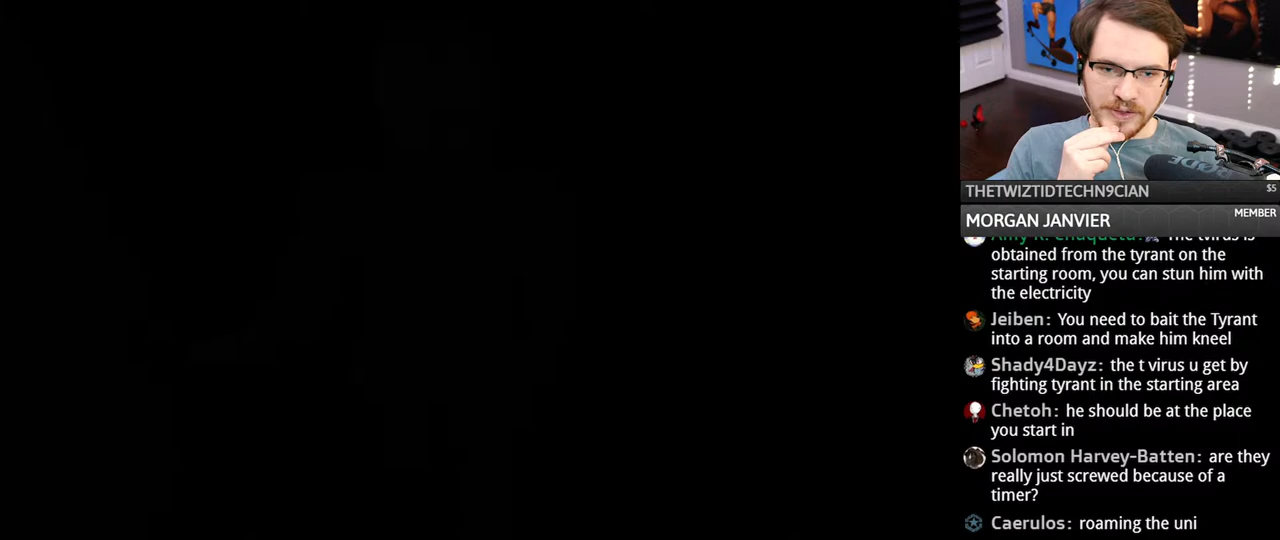 THETWIZTIDTECHN9CIAN $5
MORGAN JANVIER MEMBER
The tvirus is
obtained from the tyrant on the
starting room, you can stun him with
the electricity
Jeiben: You need to bait the Tyrant
into a room and make him kneel
Shady4Dayz: the t virus u get by
fighting tyrant in the starting area
Chetoh: he should be at the place
you start in
Solomon Harvey-Batten: are they
really just screwed because of a
timer?
Caerulos: roaming the uni
RODE